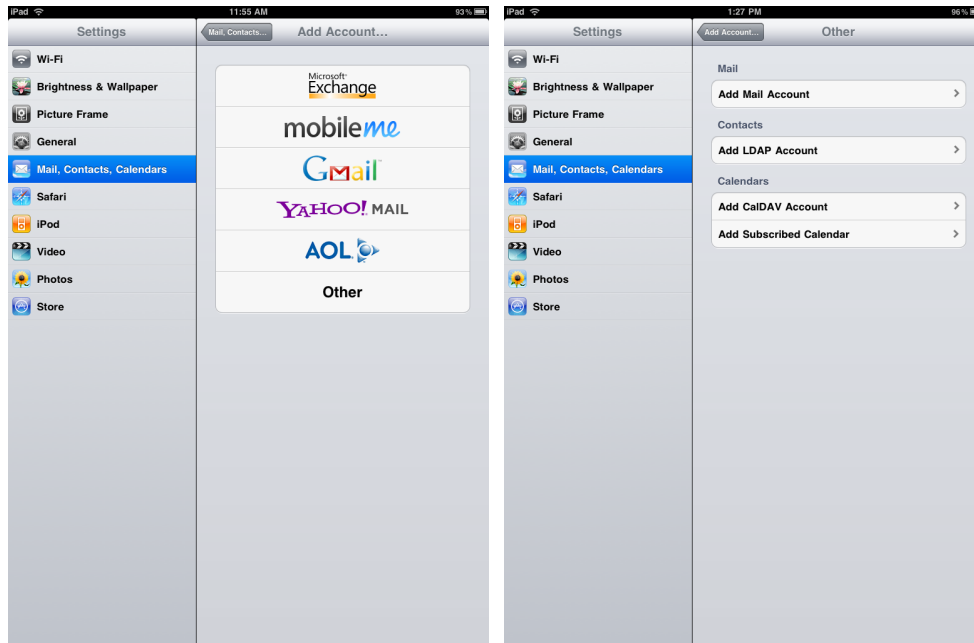 iPad 11:55 AM 93%
Settings
Mail, Contacts... Add Account...
Wi-Fi
Brightness & Wallpaper
Picture Frame
General
Mail, Contacts, Calendars
Safari
iPod
Video
Photos
Store
Microsoft
Exchange
mobileme
Gmail
YAHOO! MAIL
AOL
Other
iPad 1:27 PM 96%
Settings
Add Account... Other
Wi-Fi
Brightness & Wallpaper
Picture Frame
General
Mail, Contacts, Calendars
Safari
iPod
Video
Photos
Store
Mail
Add Mail Account
Contacts
Add LDAP Account
Calendars
Add CalDAV Account
Add Subscribed Calendar